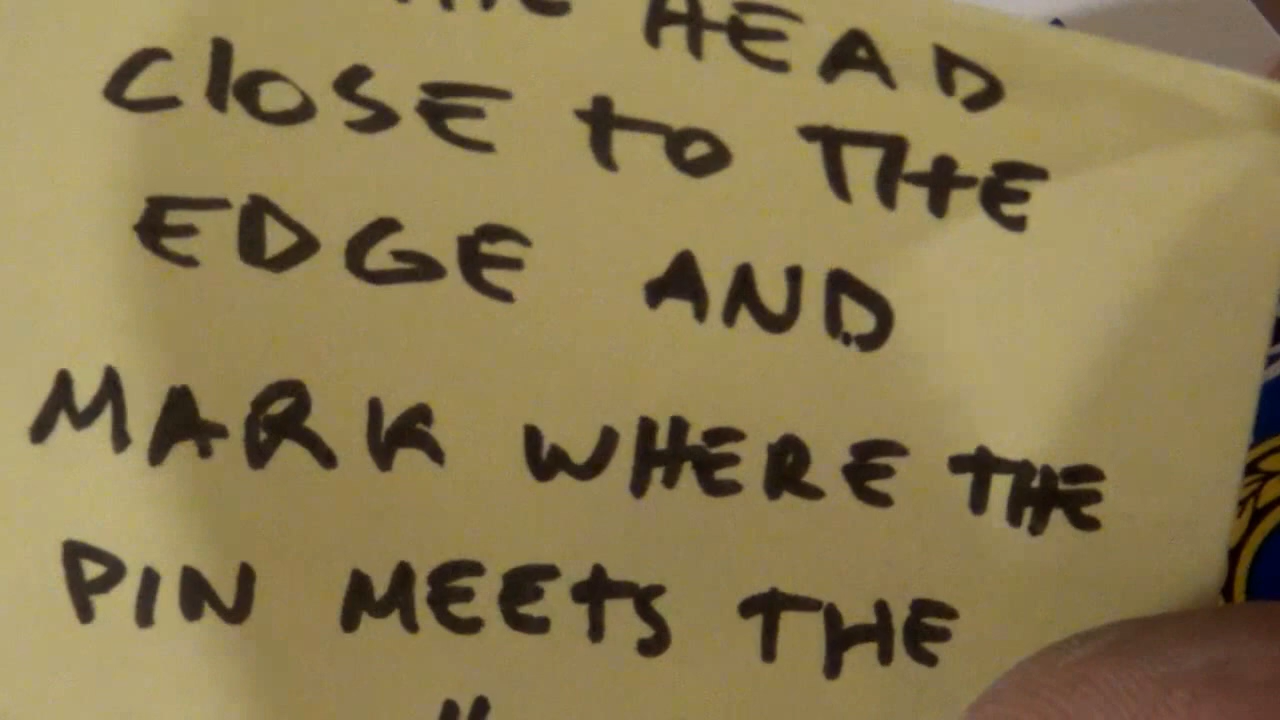 HEAD
CLOSE TO THE
EDGE AND
MARK WHERE THE
PIN MEETS THE